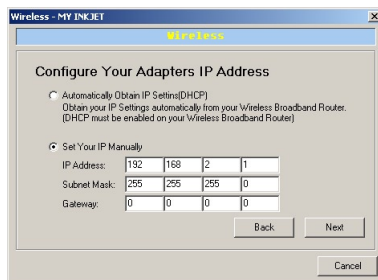 Wireless - MY INKJET
Wireless
Configure Your Adapters IP Address
Automatically Obtain IP Settins(DHCP)
Obtain your IP Settings automatically from your Wireless Broadband Router.
(DHCP must be enabled on your Wireless Broadband Router)
Set Your IP Manually
IP Address: 192 168 2 1
Subnet Mask: 255 255 255 0
Gateway: 0 0 0 0
Back Next
Cancel